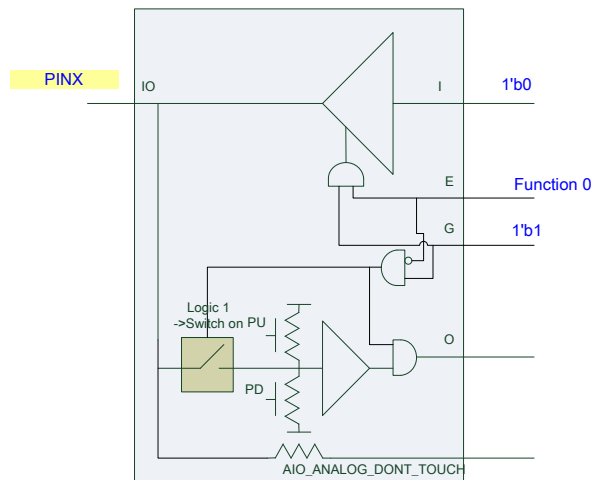 PINX
IO
I
1'b0
E
Function 0
G
1'b1
Logic 1
->Switch on
PU
O
PD
AIO_ANALOG_DONT_TOUCH